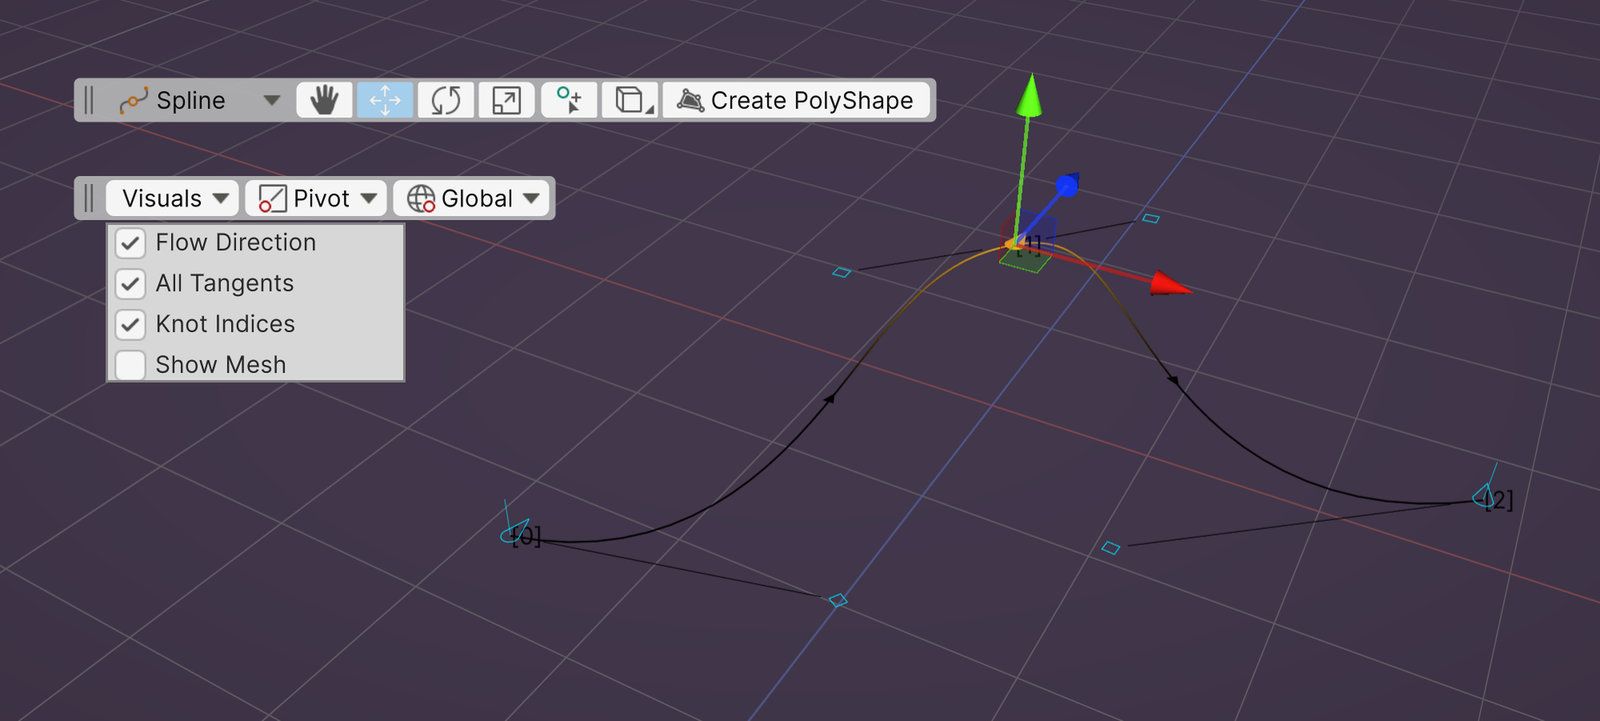 Spline Create PolyShape
Visuals Pivot Global
Flow Direction
All Tangents
Knot Indices
Show Mesh
[1]
[2]
[0]